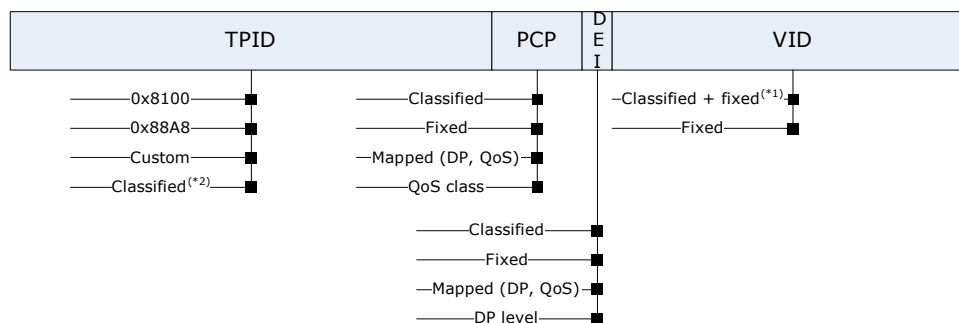 TPID PCP DEI VID
0x8100
0x88A8
Custom
Classified(*2)
Classified
Fixed
Mapped (DP, QoS)
QoS class
Classified + fixed(*1)
Fixed
Classified
Fixed
Mapped (DP, QoS)
DP level